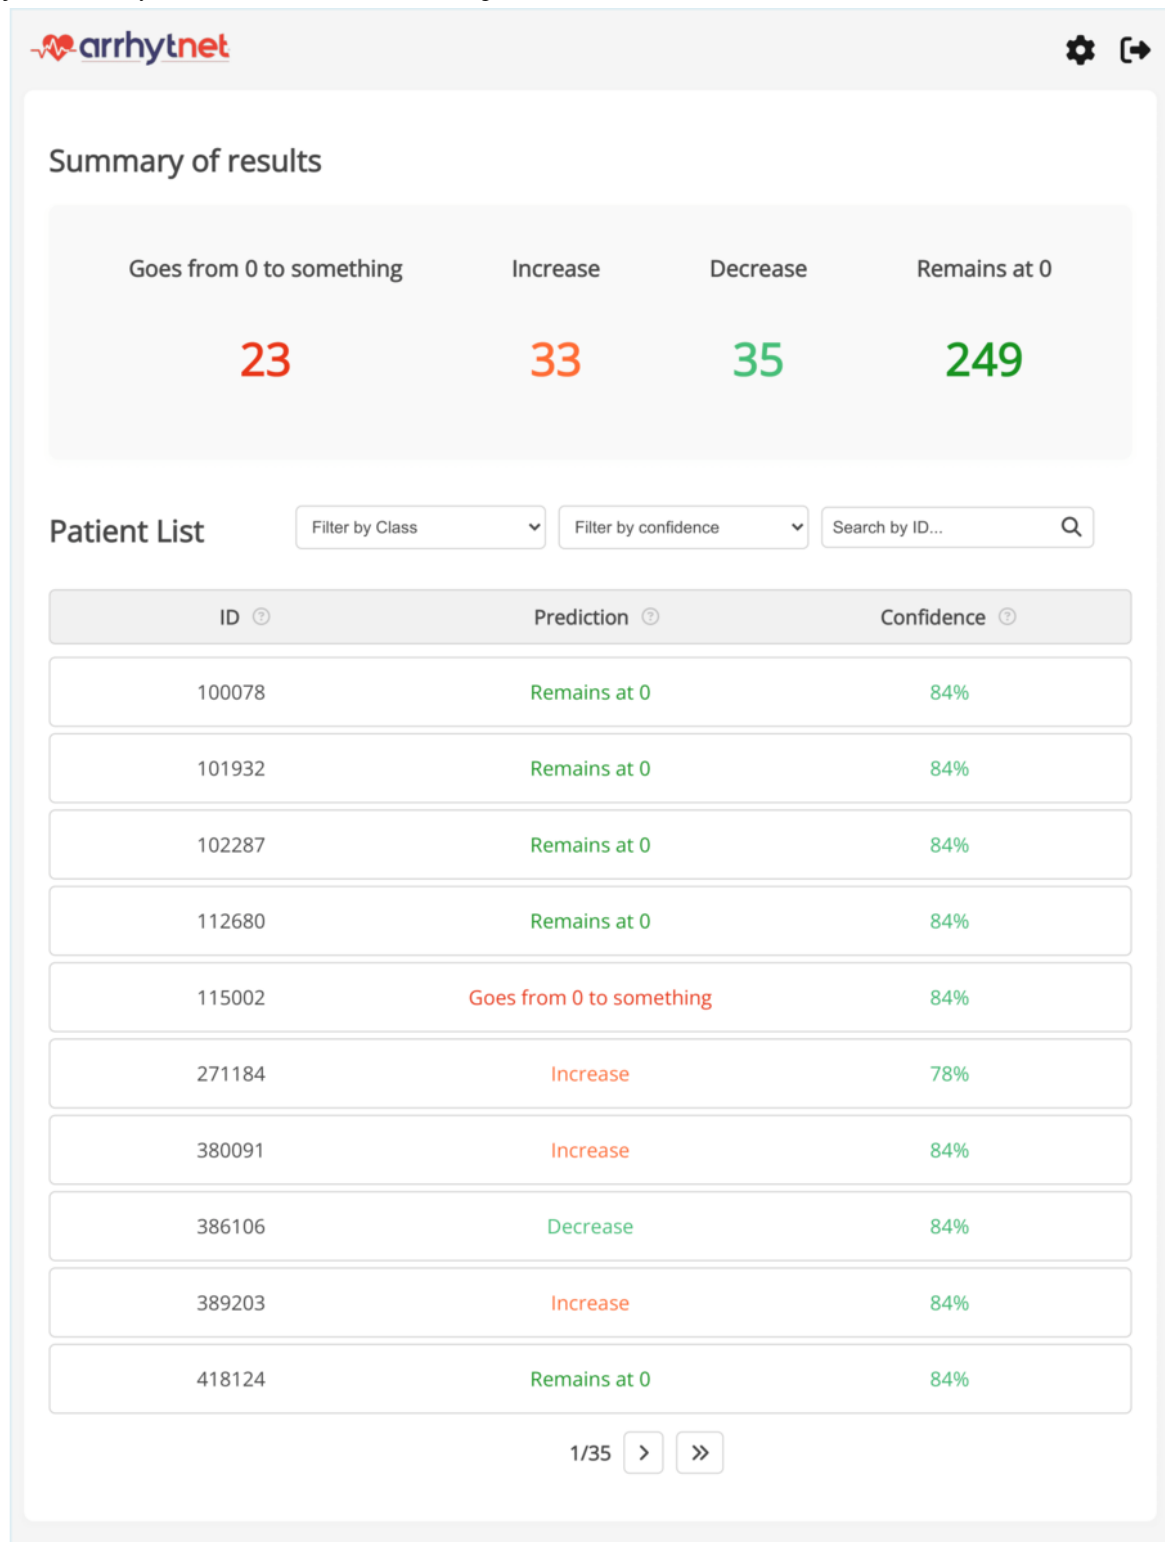 arrhytnet
Summary of results
Goes from 0 to something Increase Decrease Remains at 0
23 33 35 249
Patient List Filter by Class Filter by confidence Search by ID...
ID ? Prediction ? Confidence ?
100078 Remains at 0 84%
101932 Remains at 0 84%
102287 Remains at 0 84%
112680 Remains at 0 84%
115002 Goes from 0 to something 84%
271184 Increase 78%
380091 Increase 84%
386106 Decrease 84%
389203 Increase 84%
418124 Remains at 0 84%
1/35 > »